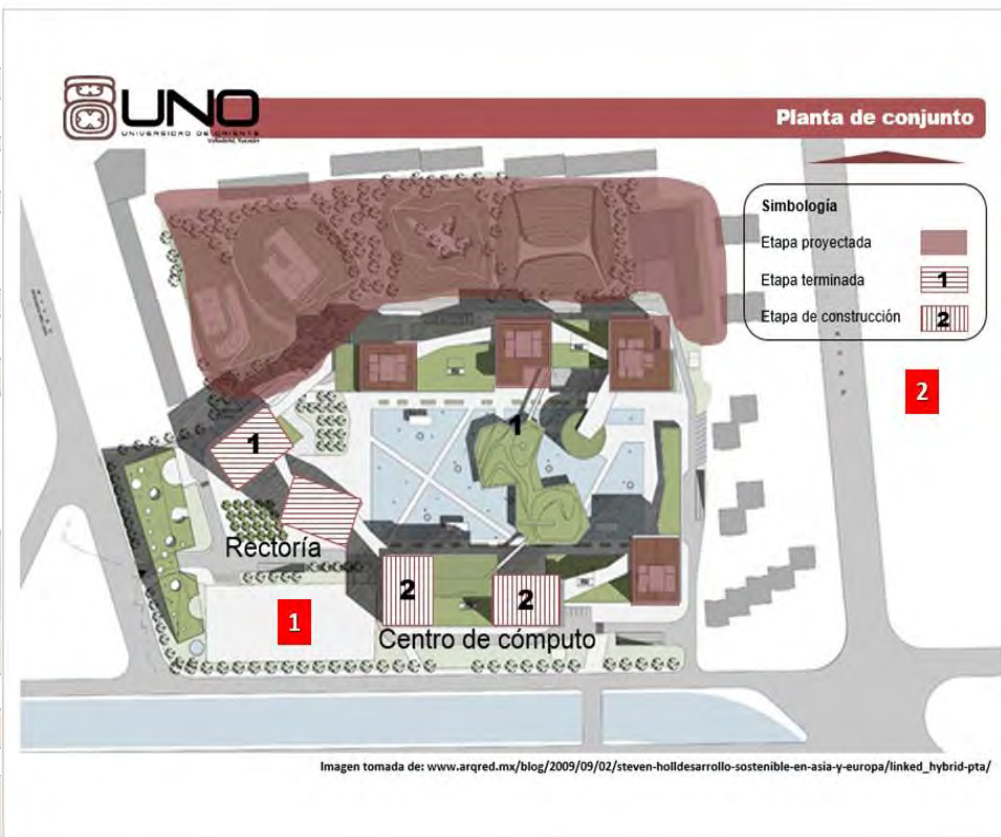 UNO
UNIVERSIDAD DE ORIENTE
Valladolid, Yucatán
Planta de conjunto
Simbología
Etapa proyectada
Etapa terminada
1
Etapa de construcción
2
2
1
1
Rectoría
1
2
2
Centro de cómputo
Imagen tomada de: www.arqred.mx/blog/2009/09/02/steven-holldesarrollo-sostenible-en-asia-y-europa/linked_hybrid-pta/